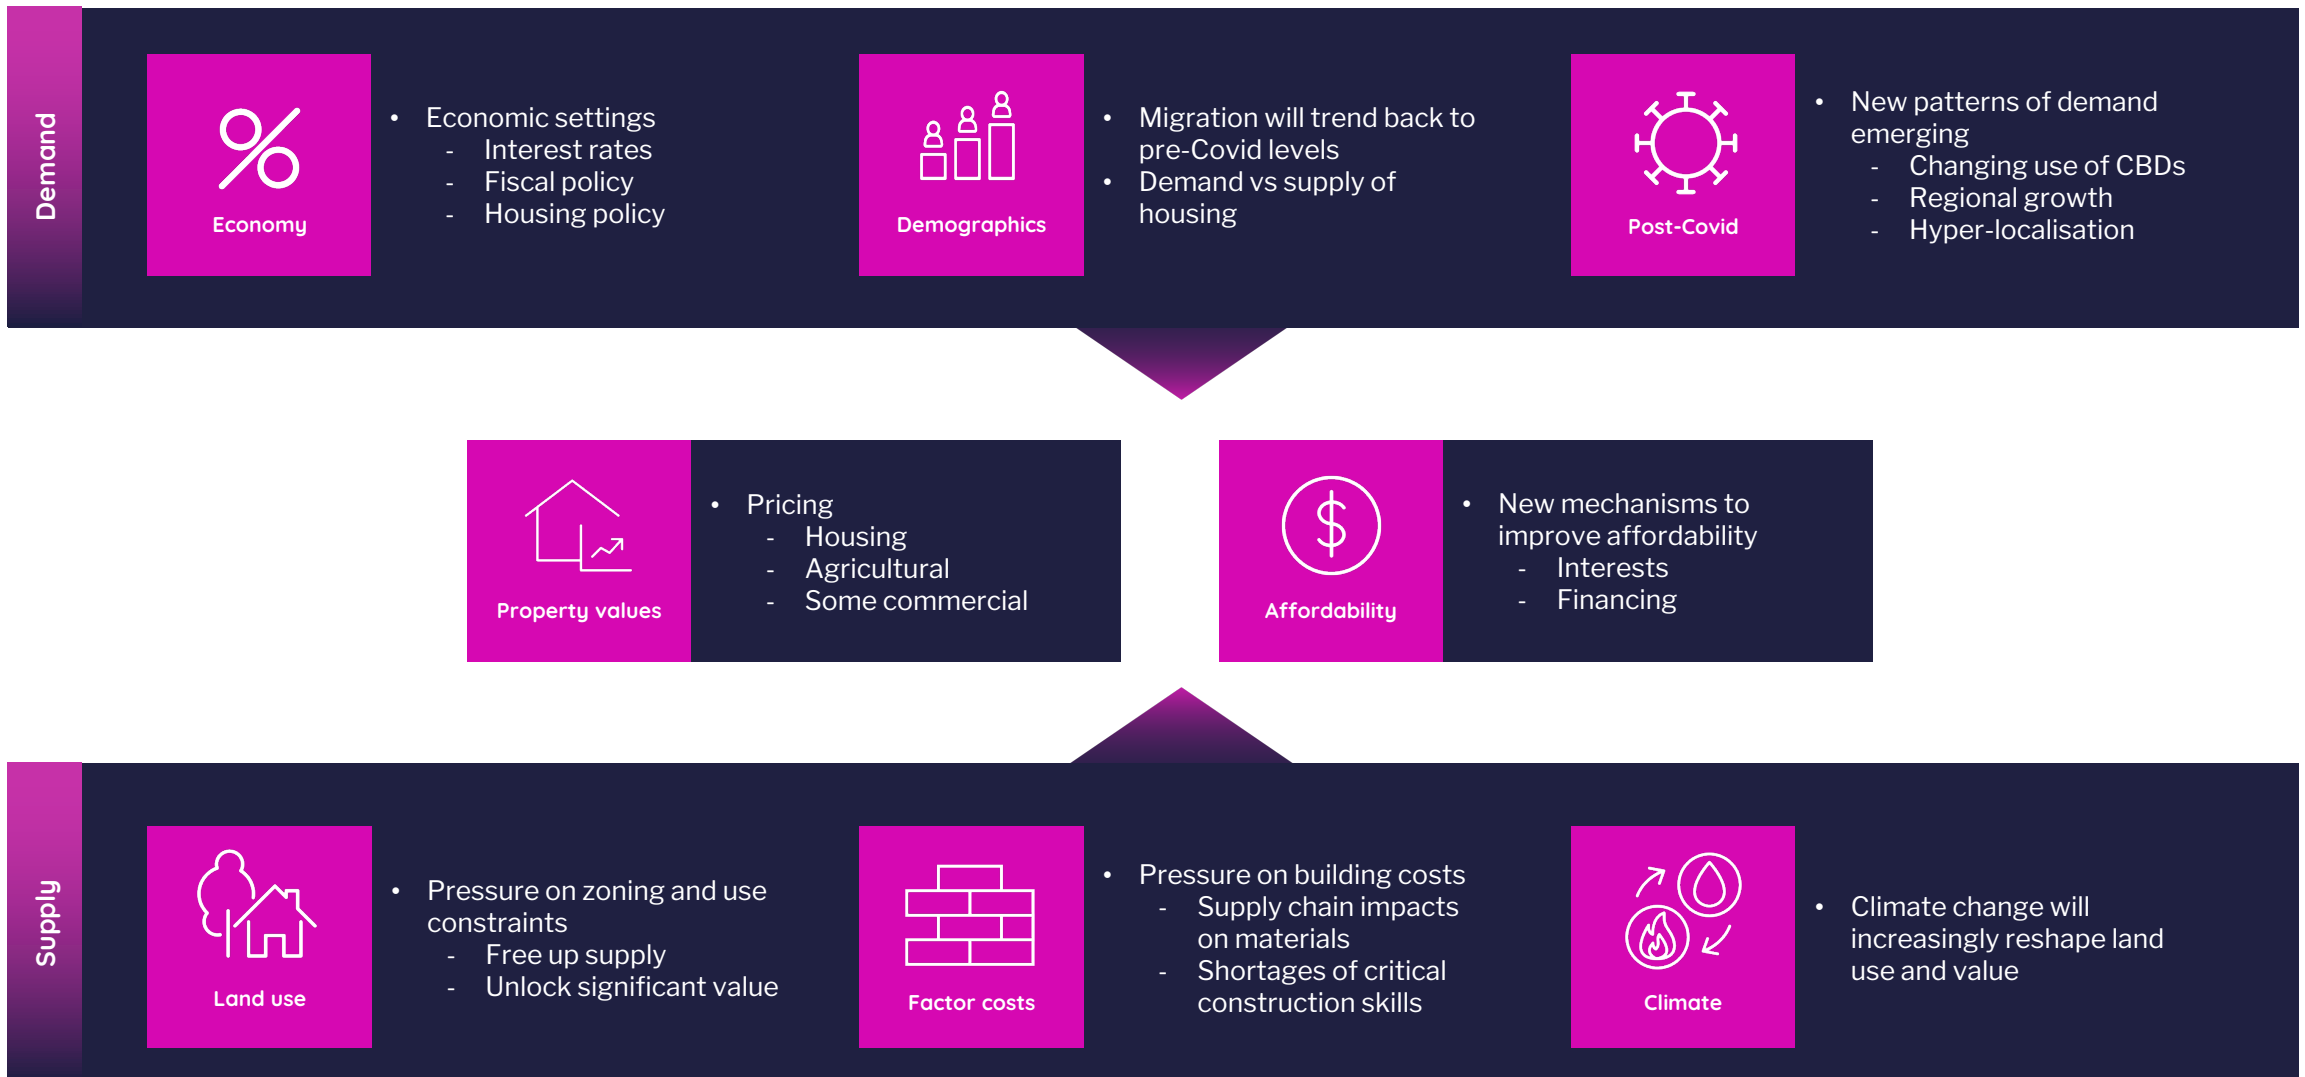 Demand
Economy
• Economic settings
- Interest rates
- Fiscal policy
- Housing policy
Demographics
• Migration will trend back to
pre-Covid levels
• Demand vs supply of
housing
Post-Covid
• New patterns of demand
emerging
- Changing use of CBDs
- Regional growth
- Hyper-localisation
Property values
• Pricing
- Housing
- Agricultural
- Some commercial
$
Affordability
• New mechanisms to
improve affordability
- Interests
- Financing
Supply
Land use
• Pressure on zoning and use
constraints
- Free up supply
- Unlock significant value
Factor costs
• Pressure on building costs
- Supply chain impacts
on materials
- Shortages of critical
construction skills
Climate
• Climate change will
increasingly reshape land
use and value